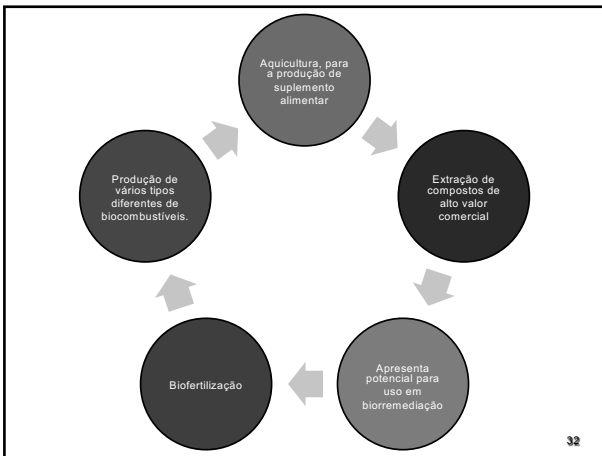 Aquicultura, para
a produção de
suplemento
alimentar
Extração de
compostos de
alto valor
comercial
Apresenta
potencial para
uso em
biorremediação
Biofertilização
Produção de
vários tipos
diferentes de
biocombustíveis.
32